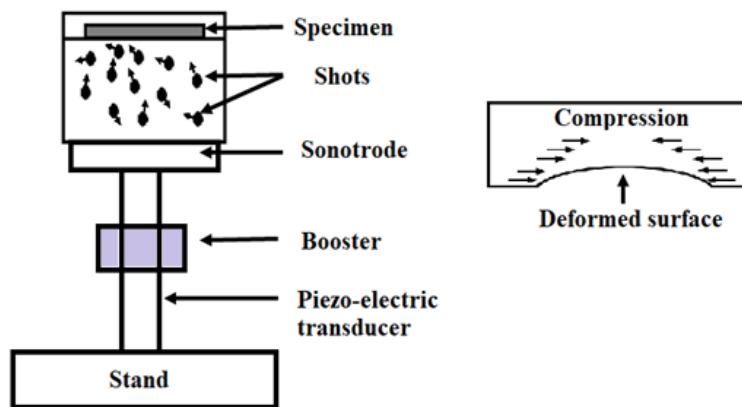 Specimen
Shots
Sonotrode
Booster
Piezo-electric
transducer
Stand
Compression
Deformed surface